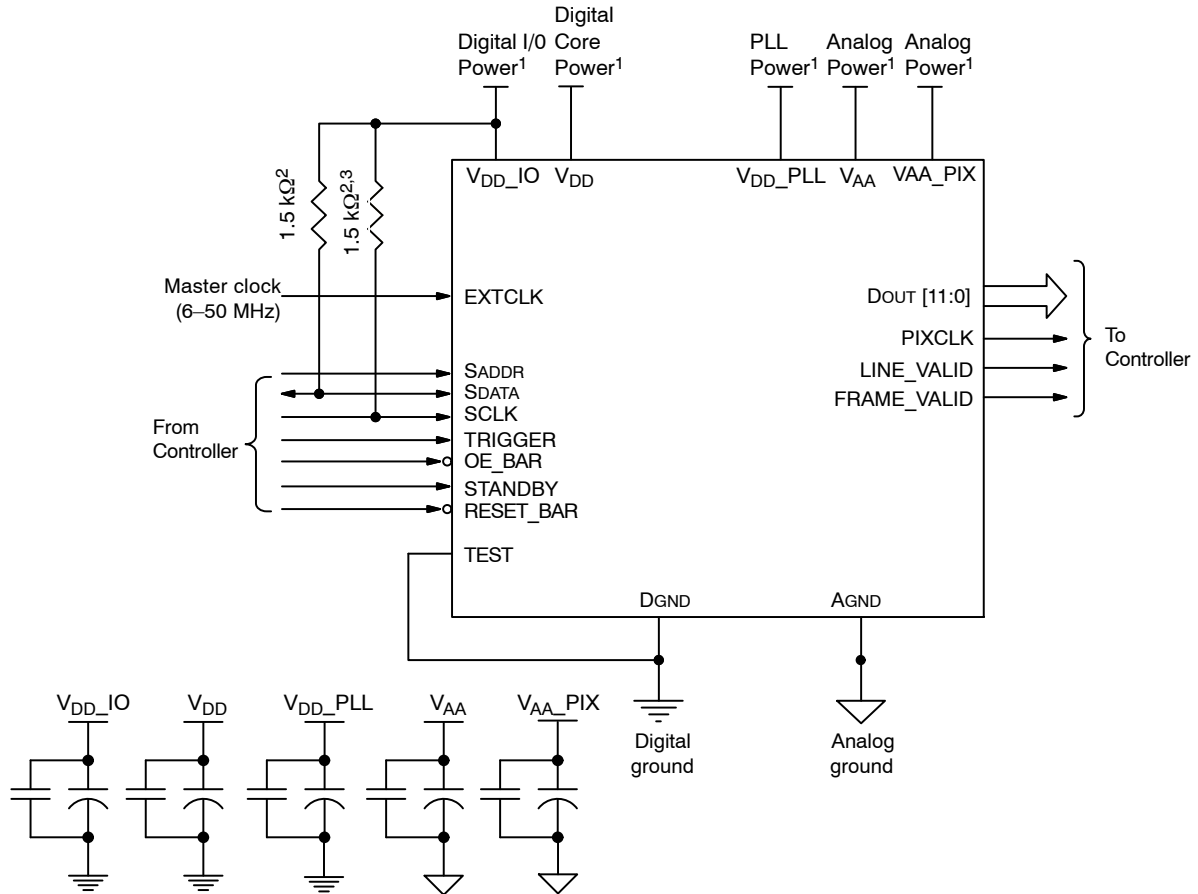 Digital I/0
Power1
Digital
Core
Power1
PLL
Power1
Analog
Power1
Analog
Power1
1.5 kΩ2
1.5 kΩ2,3
VDD_IO
VDD
VDD_PLL
VAA
VAA_PIX
Master clock
(6–50 MHz)
EXTCLK
DOUT [11:0]
PIXCLK
LINE_VALID
FRAME_VALID
To
Controller
From
Controller
SADDR
SDATA
SCLK
TRIGGER
OE_BAR
STANDBY
RESET_BAR
TEST
DGND
AGND
Digital
ground
Analog
ground
VDD_IO
VDD
VDD_PLL
VAA
VAA_PIX